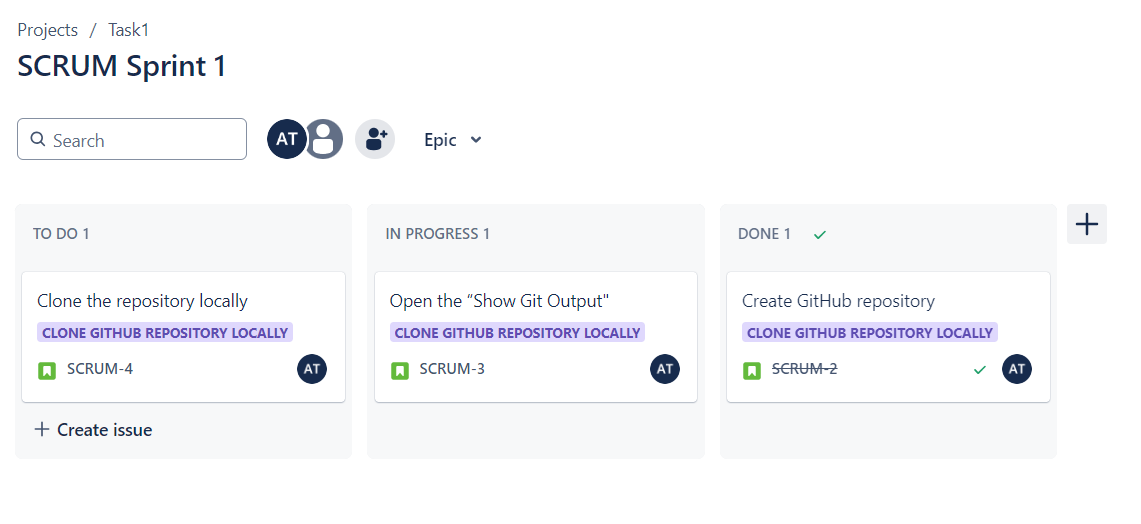 Projects / Task1
SCRUM Sprint 1
Search
AT
Epic
TO DO 1
Clone the repository locally
CLONE GITHUB REPOSITORY LOCALLY
SCRUM-4
AT
+ Create issue
IN PROGRESS 1
Open the “Show Git Output"
CLONE GITHUB REPOSITORY LOCALLY
SCRUM-3
AT
DONE 1
Create GitHub repository
CLONE GITHUB REPOSITORY LOCALLY
SCRUM-2
AT